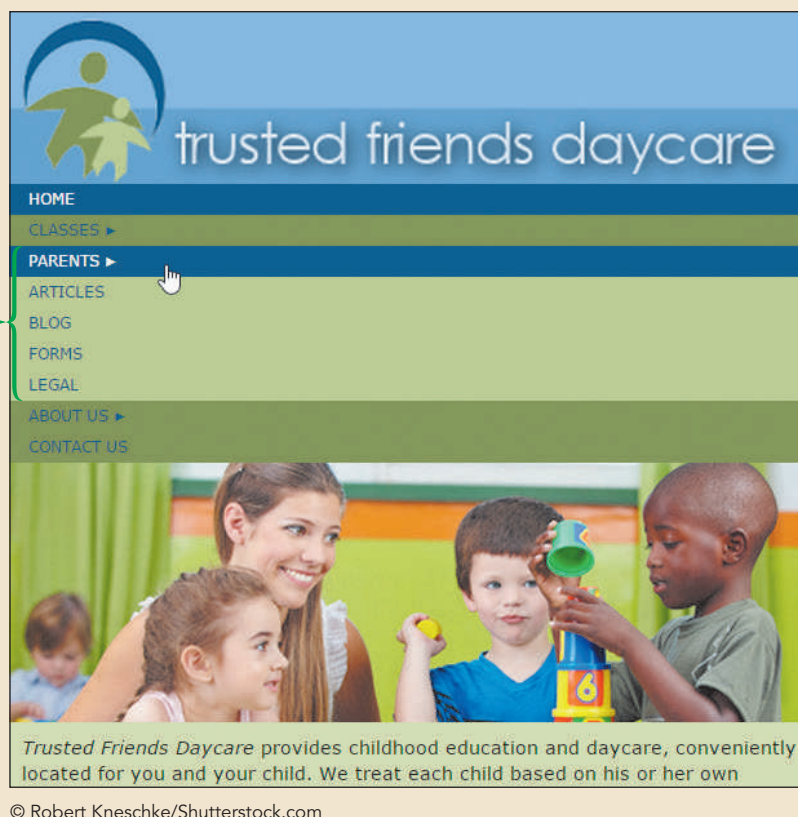 trusted friends daycare
HOME
CLASSES ►
PARENTS ►
ARTICLES
BLOG
FORMS
LEGAL
ABOUT US ►
CONTACT US
6
Trusted Friends Daycare provides childhood education and daycare, conveniently
located for you and your child. We treat each child based on his or her own
© Robert Kneschke/Shutterstock.com